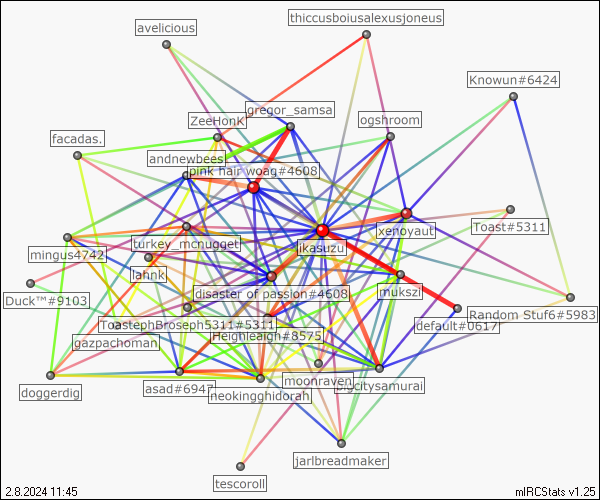 thiccusboiusalexusjoneus
avelicious
Knowun#6424
gregor_samsa
ZeeHonK
ogshroom
facadas.
andnewbees
pink hair woag#4608
xenoyaut
Toast#5311
turkey_mcnugget
ikasuzu
mingus4742
lahnk
disaster of passion#4608
mukszi
Duck™#9103
Random Stuf6#5983
ToastephBroseph5311#5311
default#0617
Heighleaigh#8575
gazpachoman
moonraven
bigcitysamurai
doggerdig
asad#6947
neokingghidorah
jarlbreadmaker
tescoroll
2.8.2024 11:45
mIRCStats v1.25